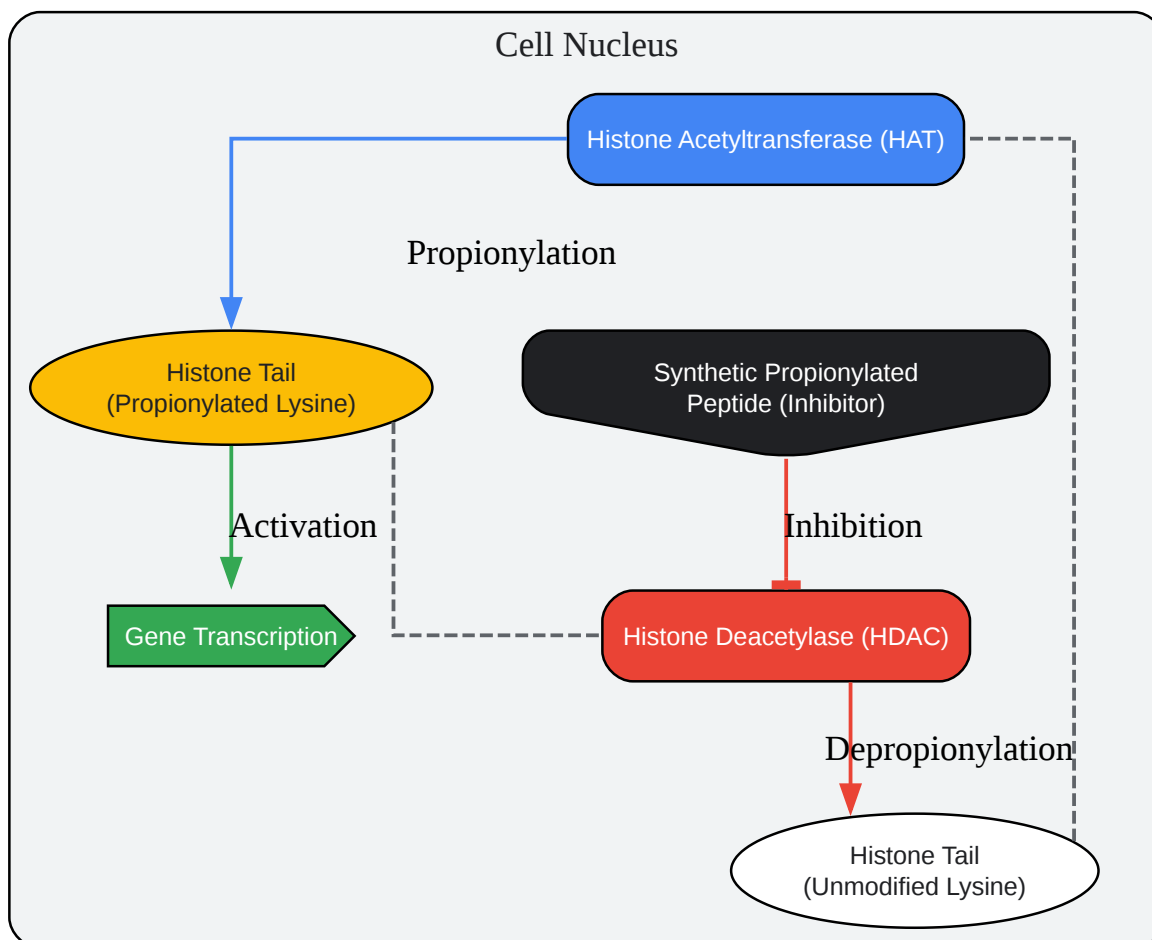 Cell Nucleus
Histone Acetyltransferase (HAT)
Propionylation
Histone Tail
(Propionylated Lysine)
Synthetic Propionylated
Peptide (Inhibitor)
Activation
Inhibition
Gene Transcription
Histone Deacetylase (HDAC)
Depropionylation
Histone Tail
(Unmodified Lysine)